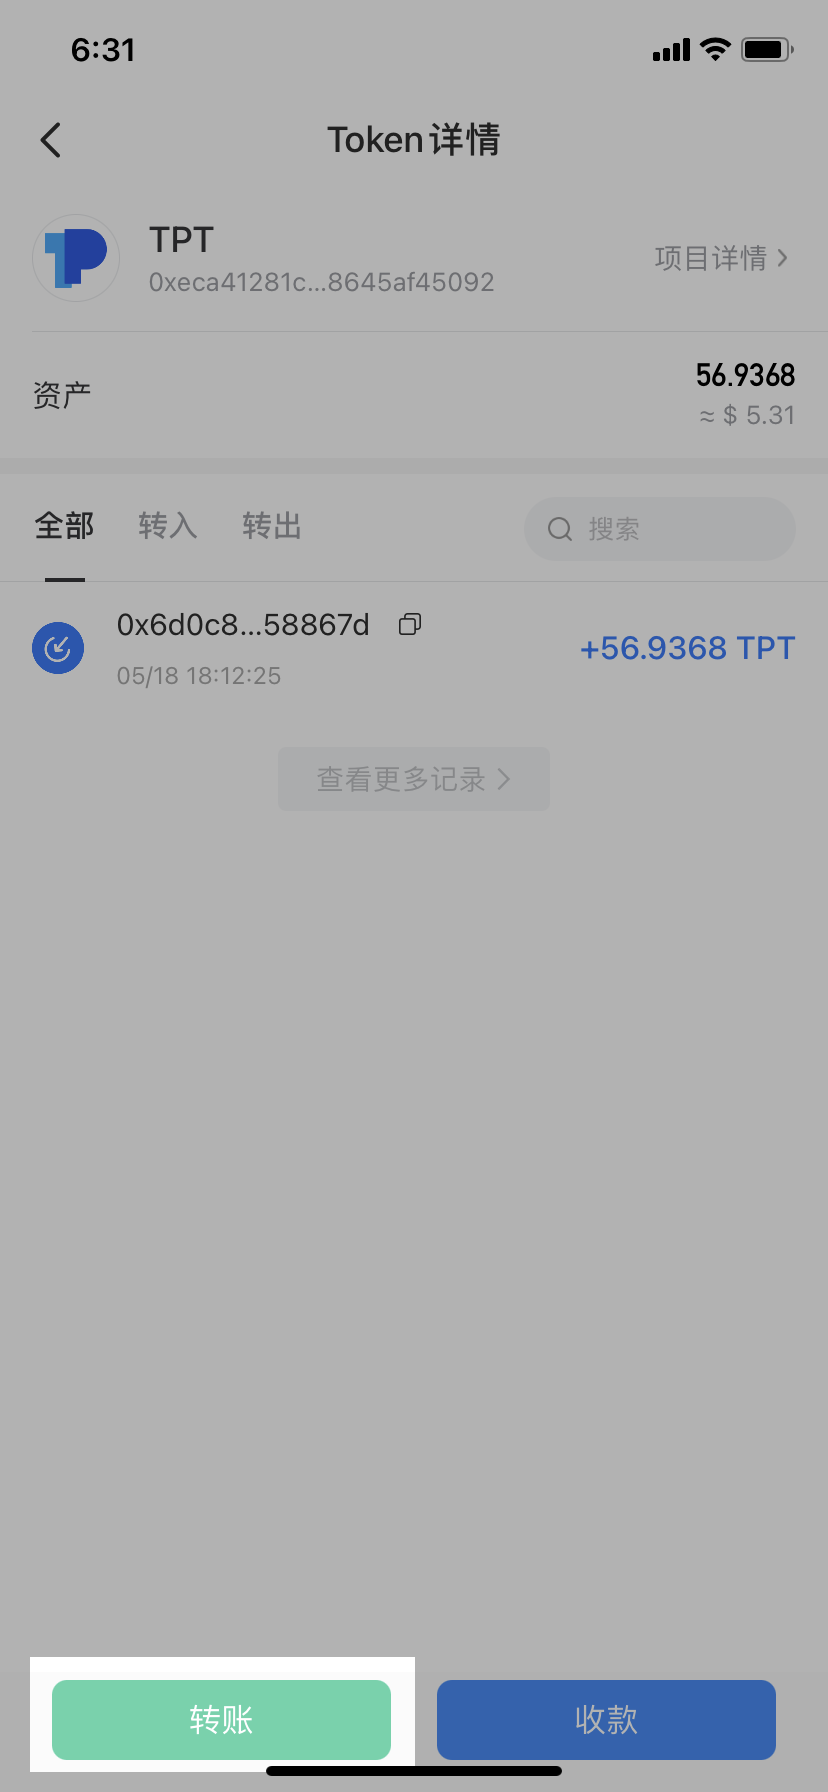 6:31
Token详情
TPT
0xeca41281c...8645af45092
项目详情
资产
56.9368
≈ $ 5.31
全部 转入 转出 搜索
0x6d0c8...58867d
05/18 18:12:25
+56.9368 TPT
查看更多记录
转账 收款